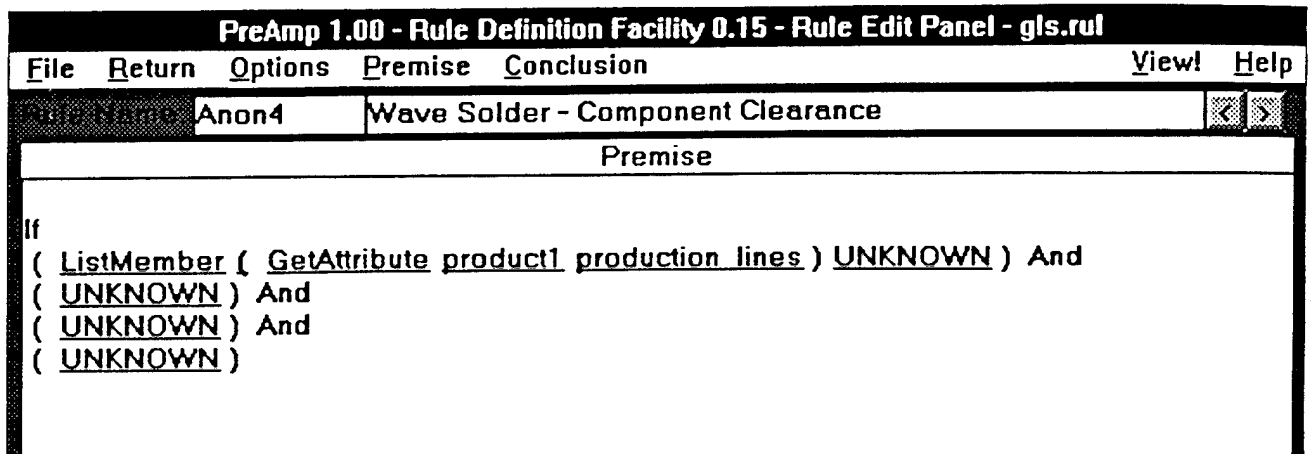 PreAmp 1.00 - Rule Definition Facility 0.15 - Rule Edit Panel - gls.rul
File Return Options Premise Conclusion View! Help
Rule Name Anon4 Wave Solder - Component Clearance < >
Premise
If
( ListMember ( GetAttribute product1 production_lines ) UNKNOWN ) And
( UNKNOWN ) And
( UNKNOWN ) And
( UNKNOWN )